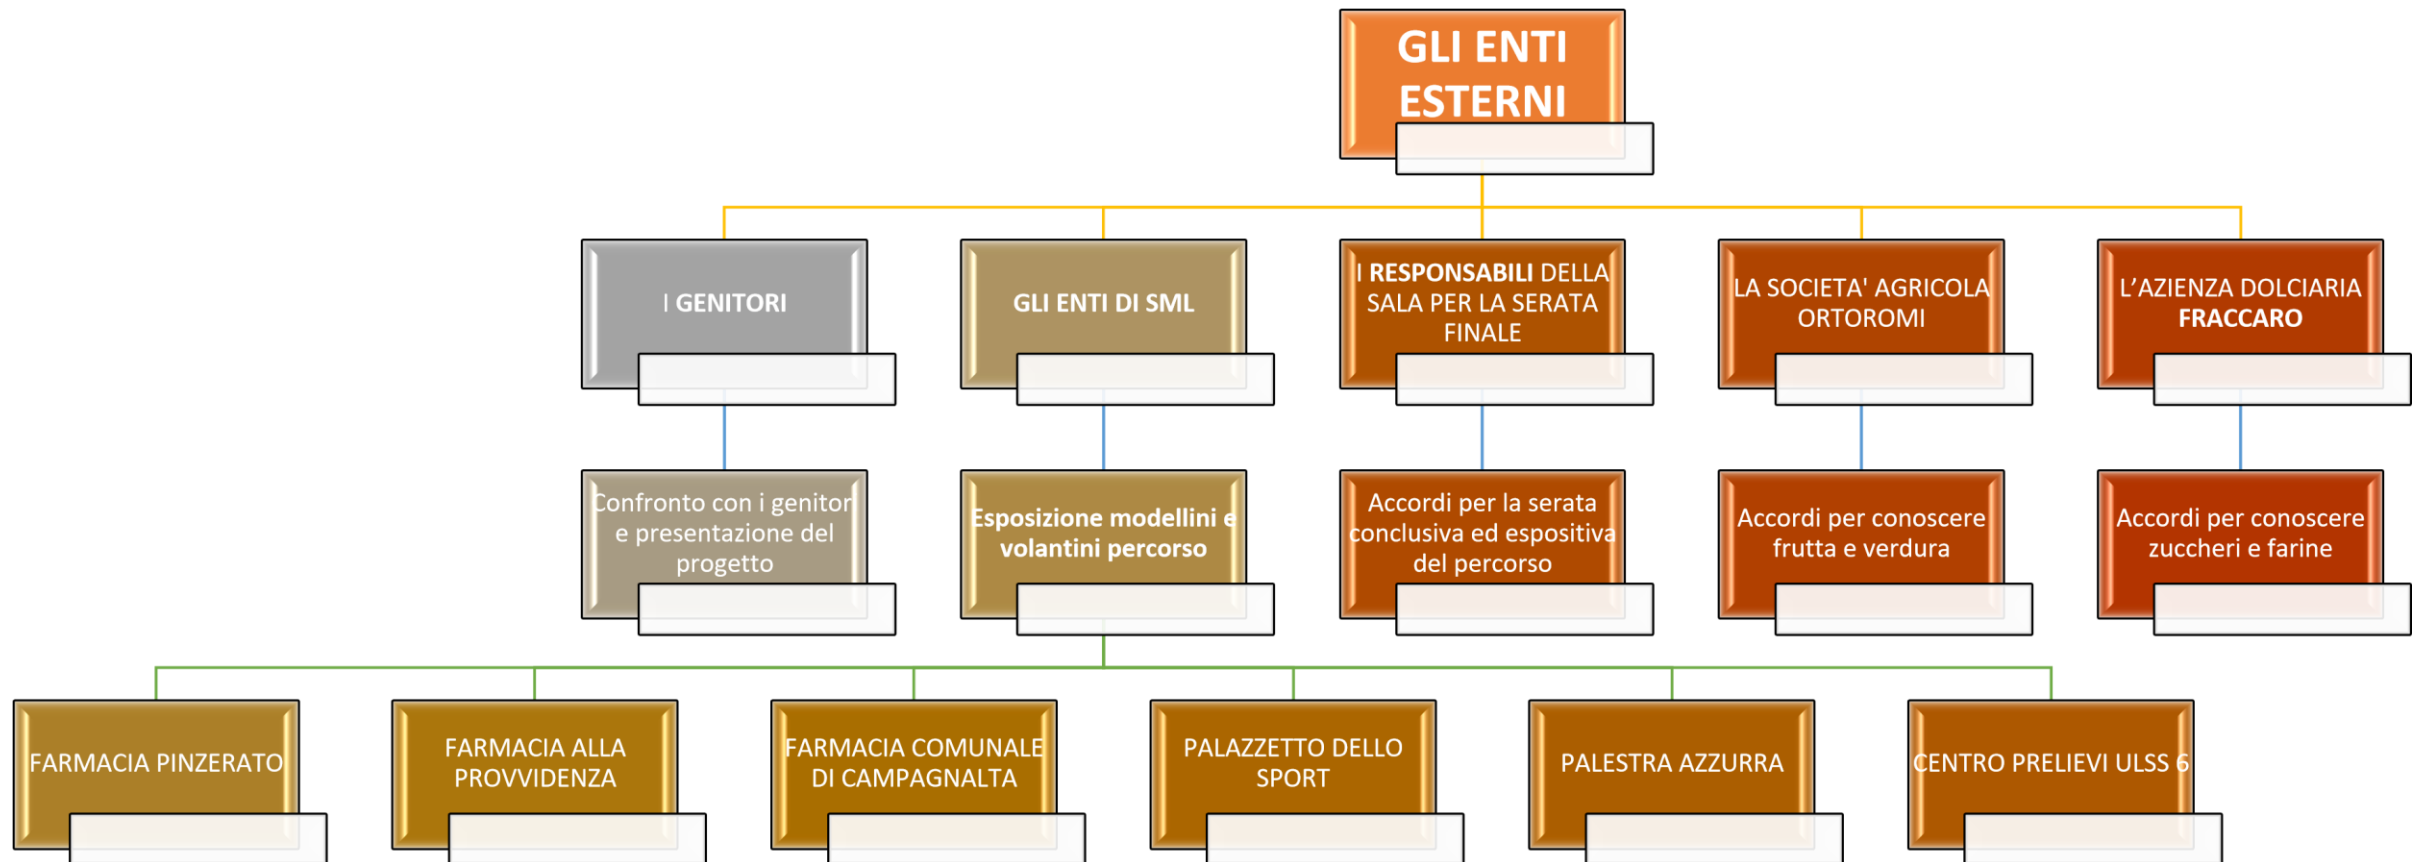 GLI ENTI
ESTERNI
I GENITORI
GLI ENTI DI SML
I RESPONSABILI DELLA
SALA PER LA SERATA
FINALE
LA SOCIETA' AGRICOLA
ORTOROMI
L’AZIENZA DOLCIARIA
FRACCARO
Confronto con i genitor
e presentazione del
progetto
Esposizione modellini e
volantini percorso
Accordi per la serata
conclusiva ed espositiva
del percorso
Accordi per conoscere
frutta e verdura
Accordi per conoscere
zuccheri e farine
FARMACIA PINZERATO
FARMACIA ALLA
PROVVIDENZA
FARMACIA COMUNALE
DI CAMPAGNALTA
PALAZZETTO DELLO
SPORT
PALESTRA AZZURRA
CENTRO PRELIEVI ULSS 6